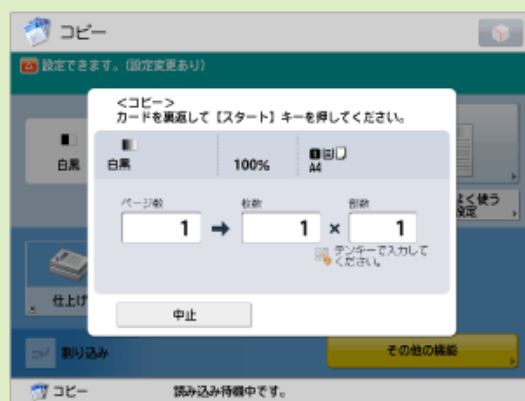 コピー
設定できます。(設定変更あり)
<コピー>
カードを裏返して【スタート】キーを押してください。
白黒
白黒
100%
1
A4
よく使う
設定
ページ数
枚数
部数
1
1
×
1
テンキーで入力して
ください。
仕上げ
中止
割り込み
その他の機能
コピー
読み込み待機中です。